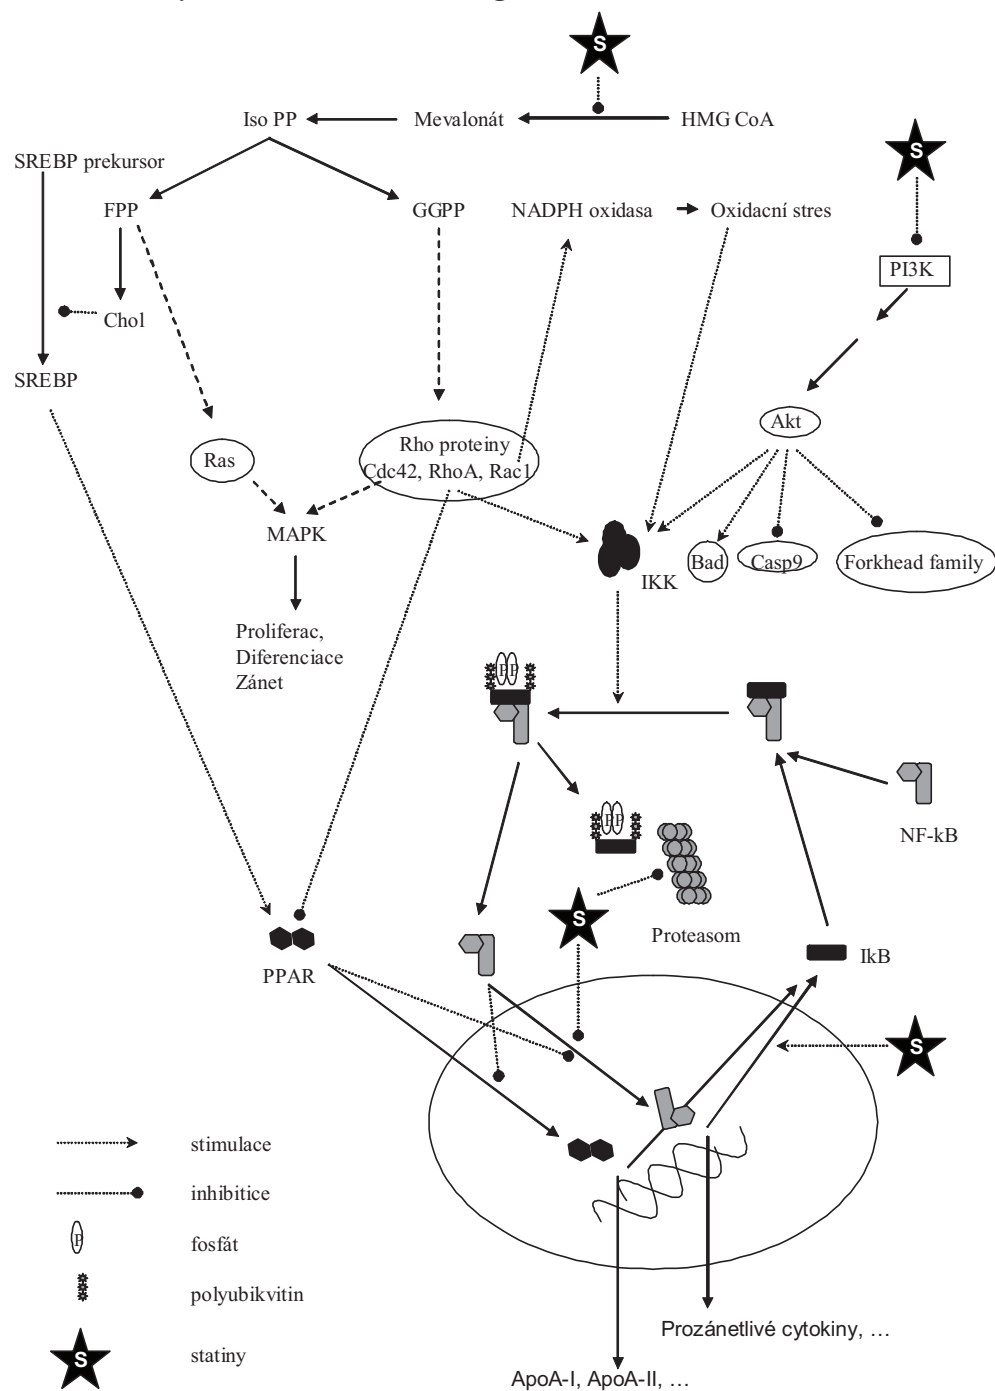 S
Iso PP
Mevalonát
HMG CoA
S
SREBP prekursor
FPP
GGPP
NADPH oxidasa
Oxidacní stres
PI3K
Chol
SREBP
Akt
Ras
Rho proteiny
Cdc42, RhoA, Rac1
MAPK
IKK
Bad
Casp9
Forkhead family
Proliferac,
Diferenciace
Zánet
PP
PP
NF-kB
S
Proteasom
IkB
PPAR
S
stimulace
inhibitice
P
fosfát
polyubikvitin
S
statiny
Prozánetlivé cytokiny, …
ApoA-I, ApoA-II, …